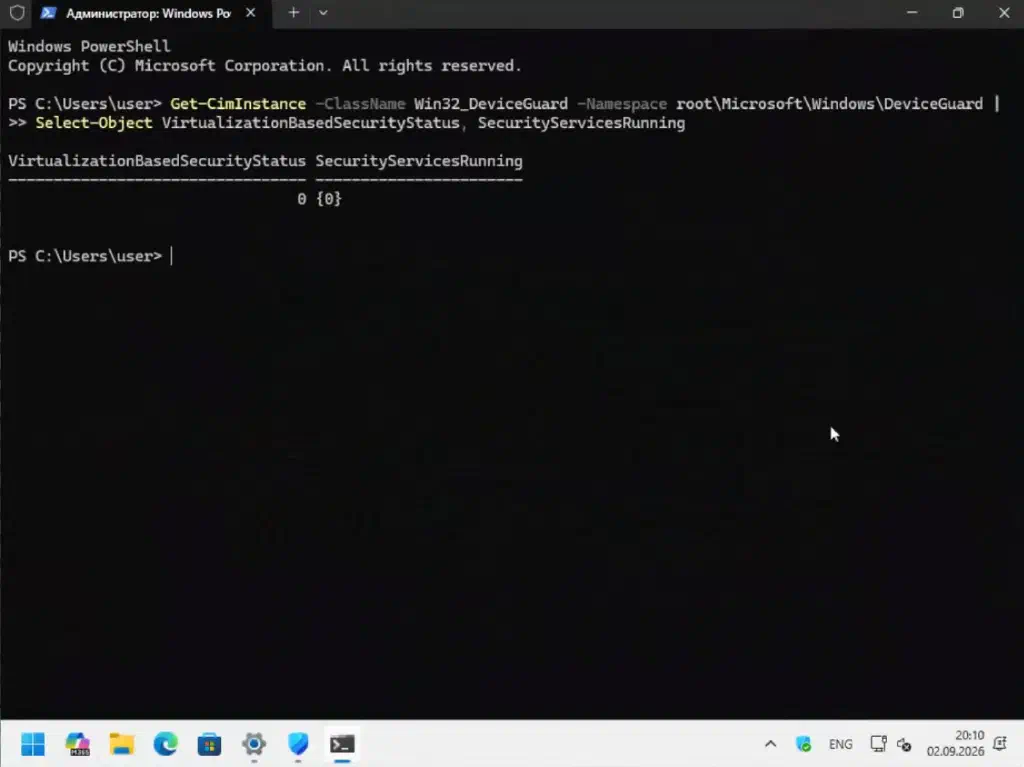 Администратор: Windows Po
Windows PowerShell
Copyright (C) Microsoft Corporation. All rights reserved.
PS C:\Users\user> Get-CimInstance -ClassName Win32_DeviceGuard -Namespace root\Microsoft\Windows\DeviceGuard |
>> Select-Object VirtualizationBasedSecurityStatus, SecurityServicesRunning
VirtualizationBasedSecurityStatus SecurityServicesRunning
--------------------------------- -----------------------
0 {0}
PS C:\Users\user>
M365
ENG
20:10
02.09.2026